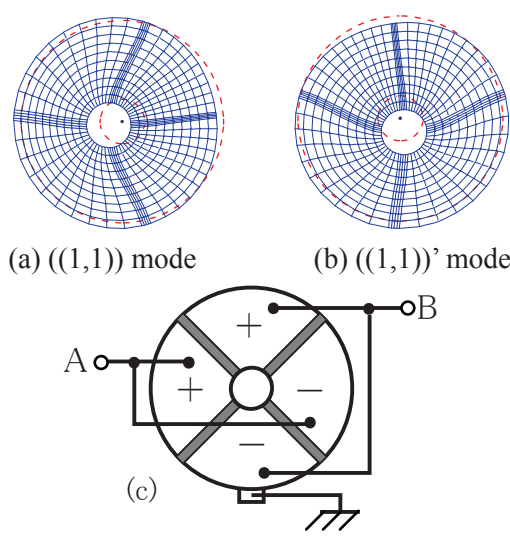 (a) ((1,1)) mode
(b) ((1,1))’ mode
+
B
A
+
−
−
(c)